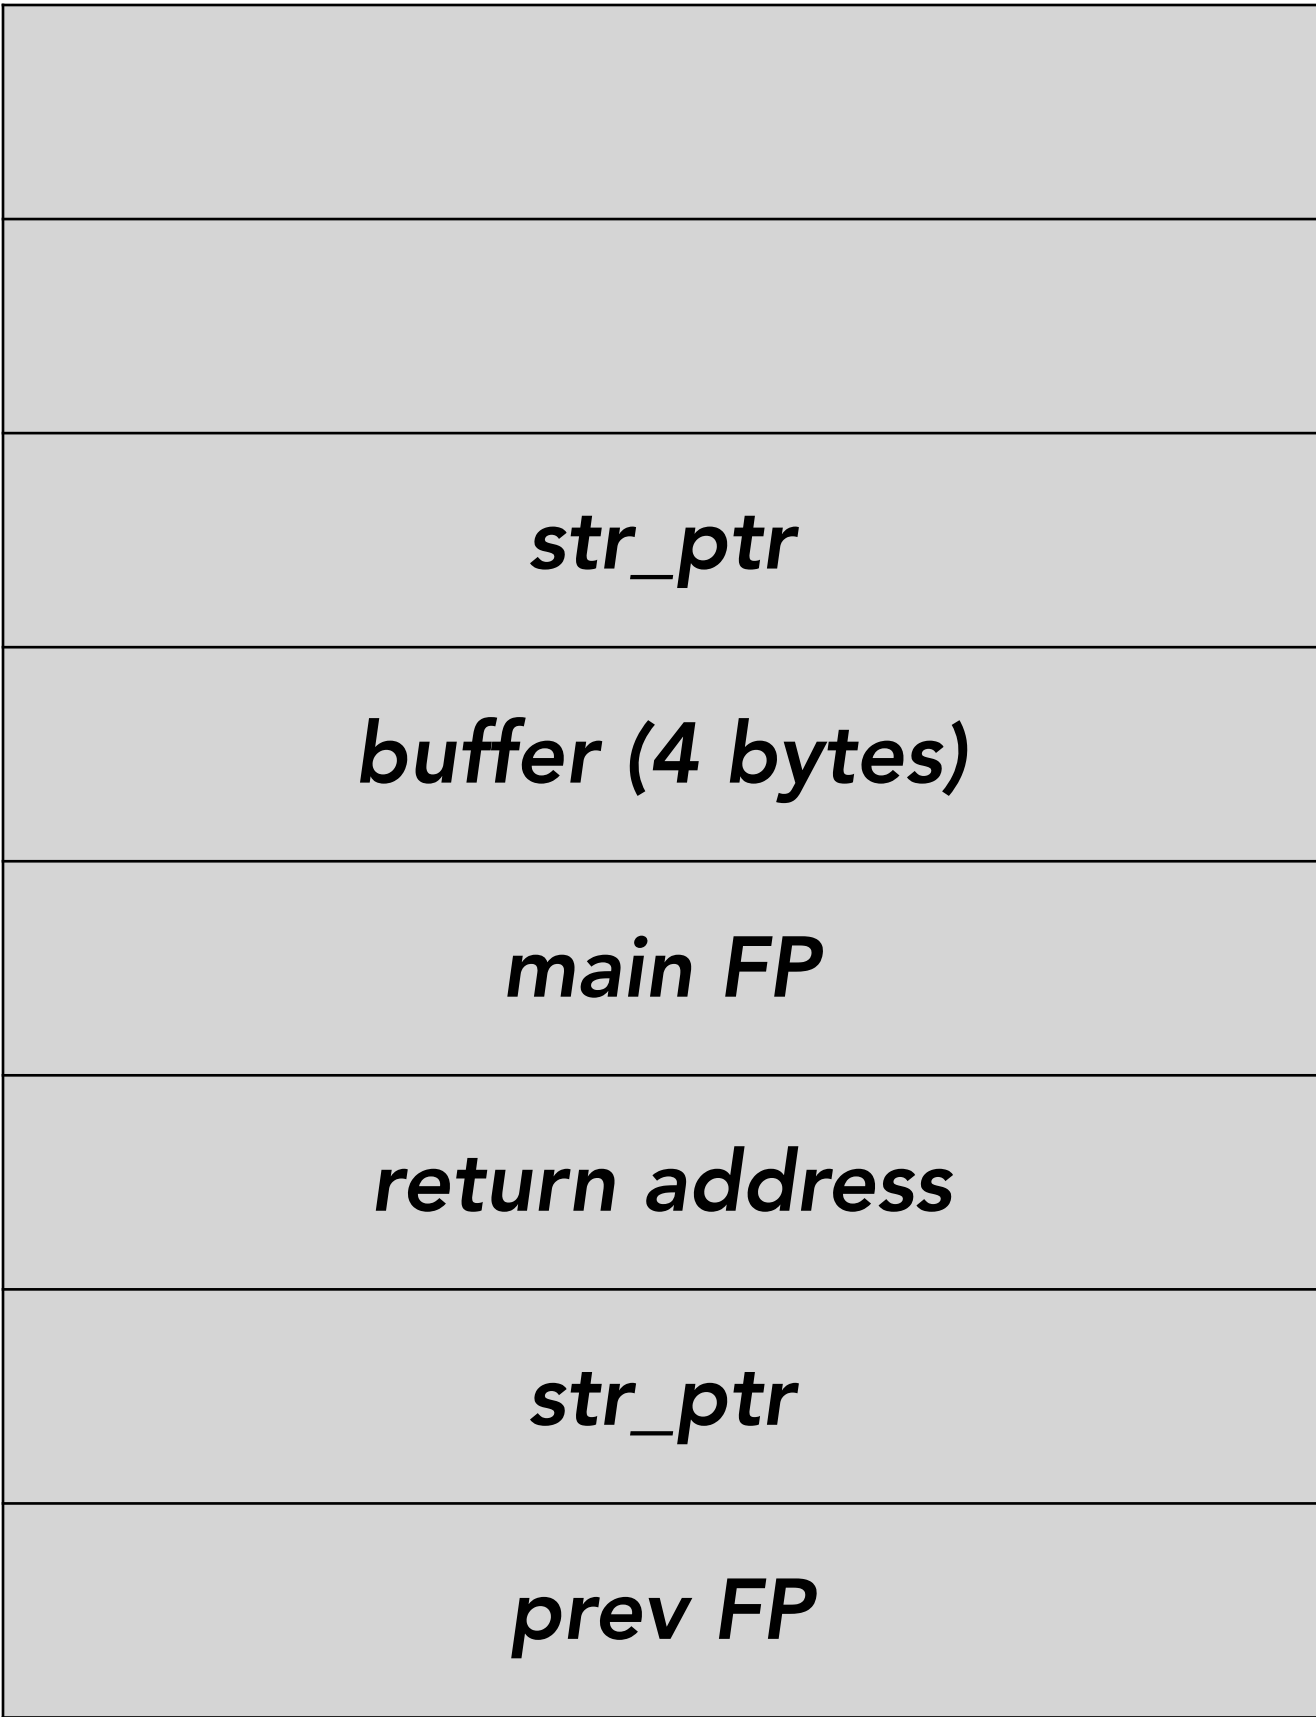 str_ptr
buffer (4 bytes)
main FP
return address
str_ptr
prev FP